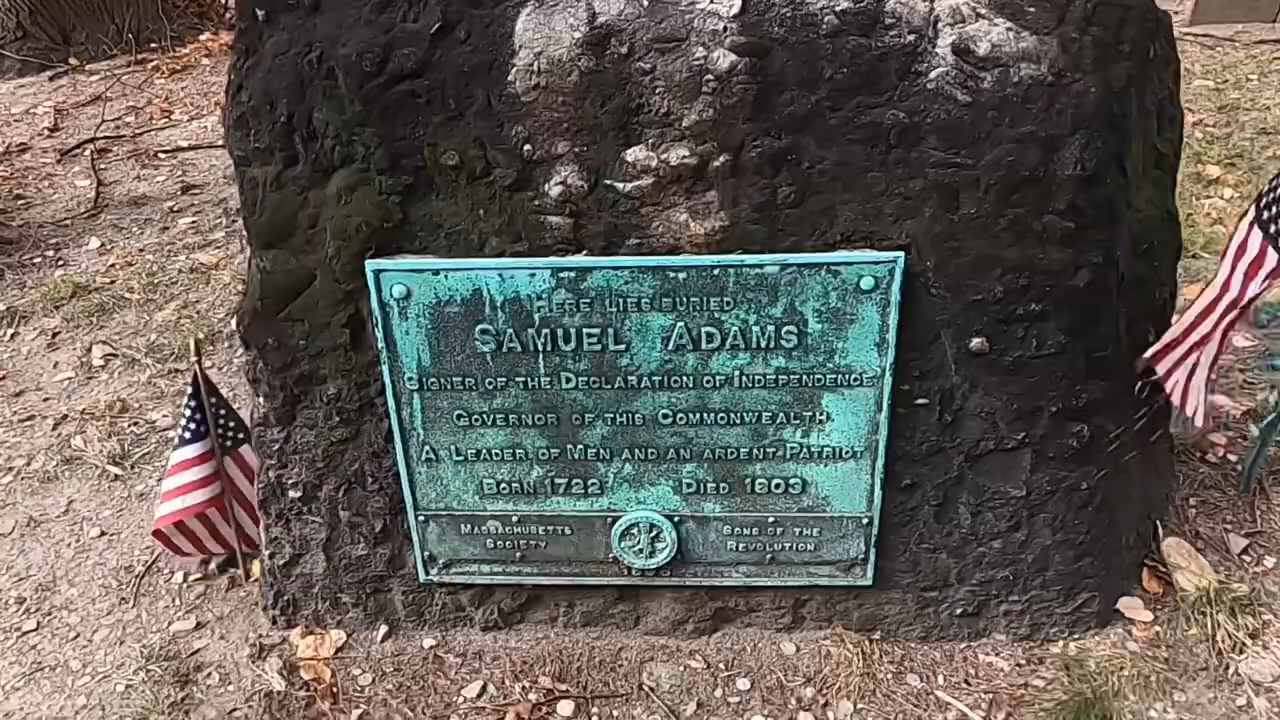 HERE LIES BURIED
SAMUEL ADAMS
SIGNER OF THE DECLARATION OF INDEPENDENCE
GOVERNOR OF THIS COMMONWEALTH
A LEADER OF MEN AND AN ARDENT PATRIOT
BORN 1722 DIED 1803
MASSACHUSETTS SOCIETY
SONS OF THE REVOLUTION